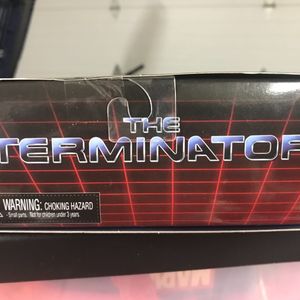 THE
TERMINATOR
WARNING: CHOKING HAZARD
-Small parts. Not for children under 3 years.